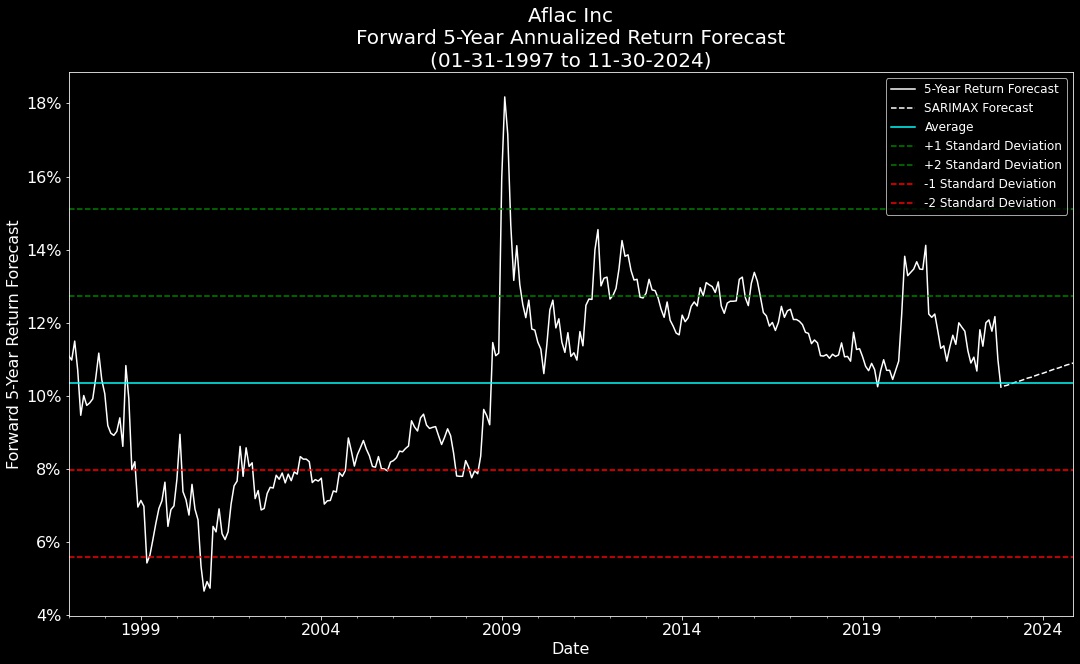 Aflac Inc
Forward 5-Year Annualized Return Forecast
(01-31-1997 to 11-30-2024)
18%
16%
14%
12%
10%
8%
6%
4%
Forward 5-Year Return Forecast
5-Year Return Forecast
SARIMAX Forecast
Average
+1 Standard Deviation
+2 Standard Deviation
-1 Standard Deviation
-2 Standard Deviation
1999 2004 2009 2014 2019 2024
Date